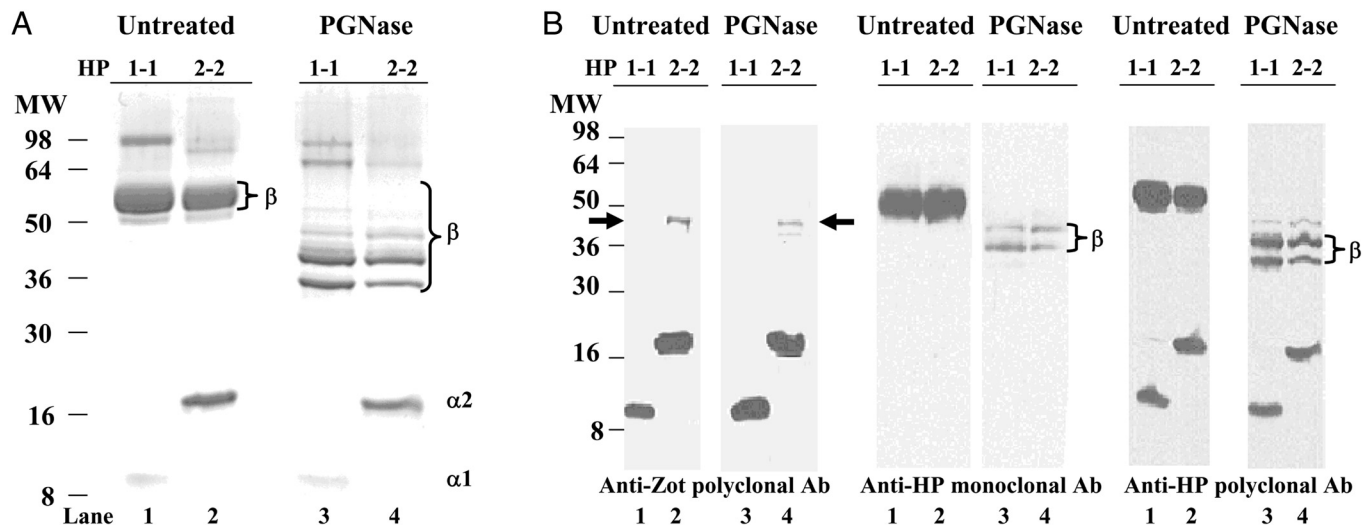 A
Untreated PGNase
HP 1-1 2-2 1-1 2-2
MW
98
64
50
36
30
16
8
β
β
α2
α1
Lane 1 2 3 4
B
Untreated PGNase Untreated PGNase Untreated PGNase
HP 1-1 2-2 1-1 2-2 1-1 2-2 1-1 2-2 1-1 2-2 1-1 2-2
MW
98
64
50
36
30
16
8
β
β
Anti-Zot polyclonal Ab Anti-HP monoclonal Ab Anti-HP polyclonal Ab
1 2 3 4 1 2 3 4 1 2 3 4